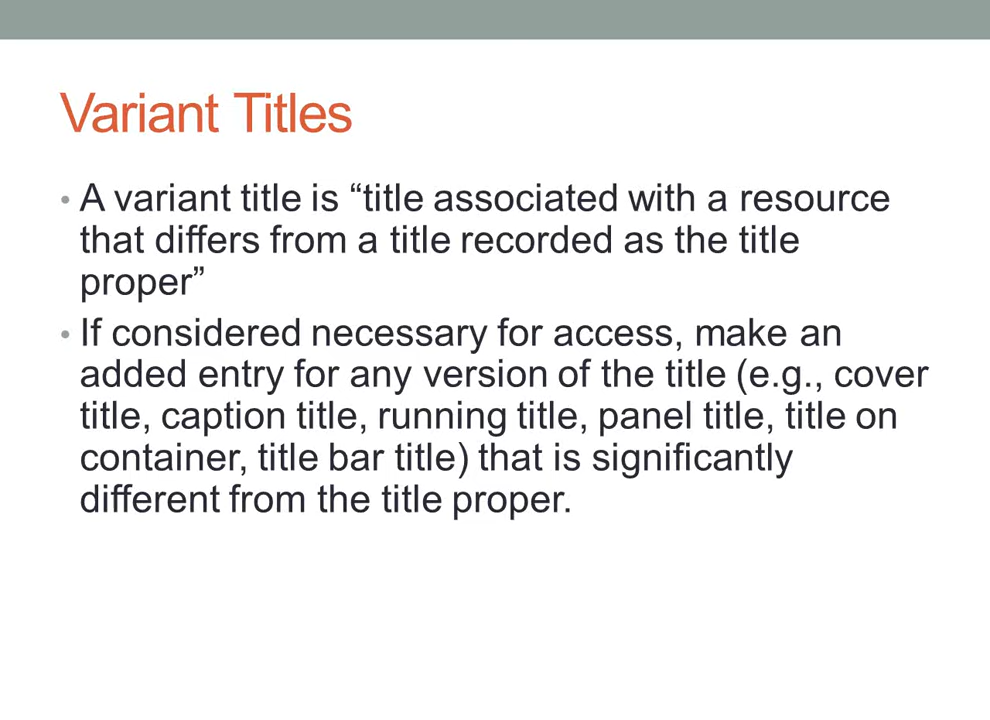 Variant Titles
• A variant title is “title associated with a resource
that differs from a title recorded as the title
proper”
• If considered necessary for access, make an
added entry for any version of the title (e.g., cover
title, caption title, running title, panel title, title on
container, title bar title) that is significantly
different from the title proper.